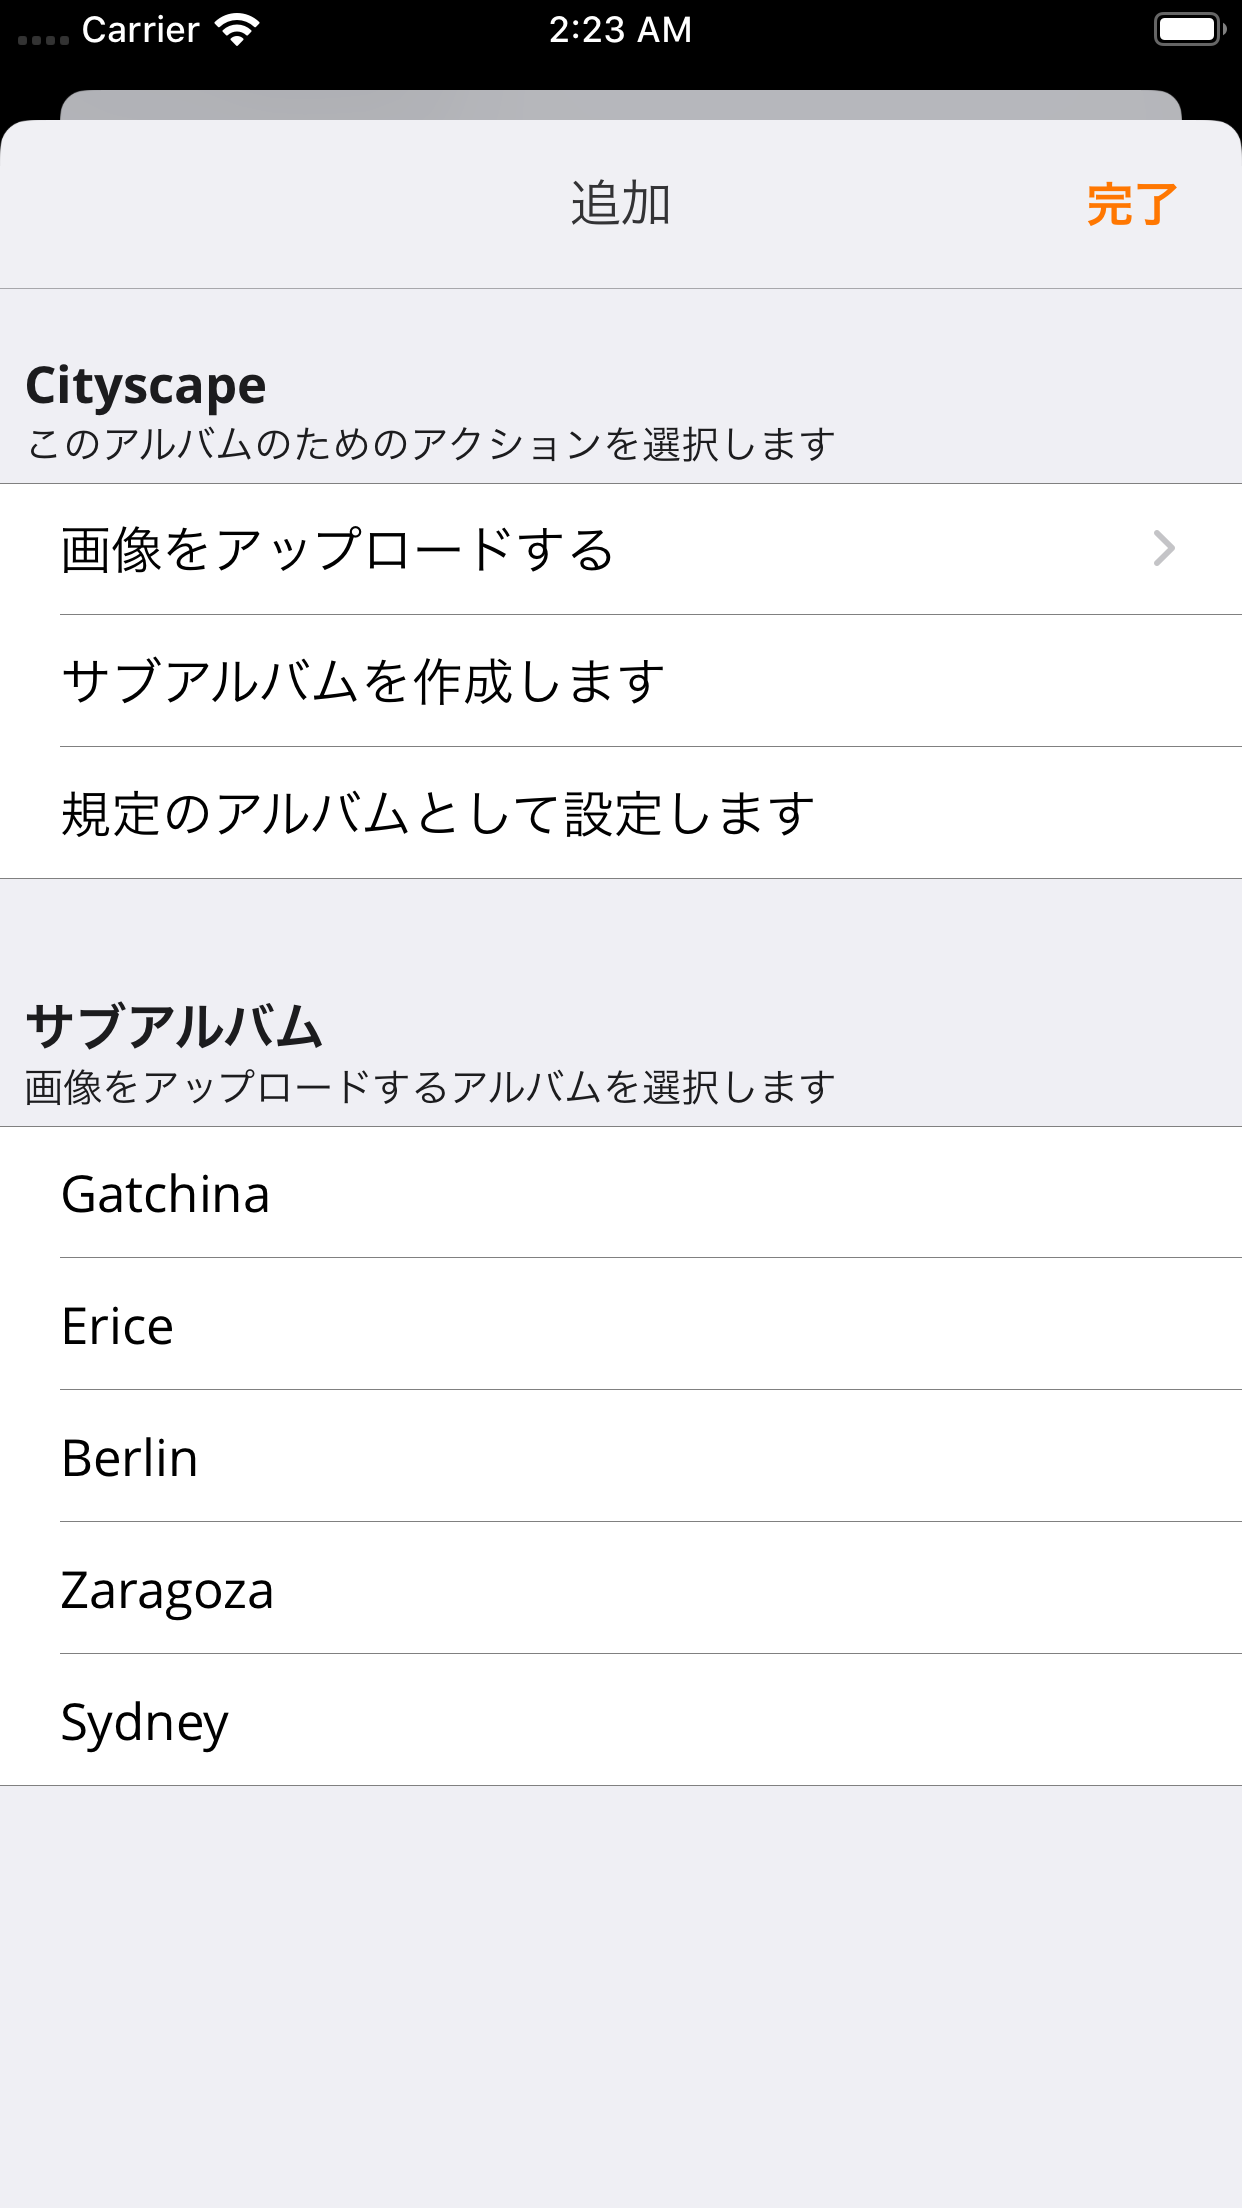 Carrier 2:23 AM
追加 完了
Cityscape
このアルバムのためのアクションを選択します
画像をアップロードする
サブアルバムを作成します
規定のアルバムとして設定します
サブアルバム
画像をアップロードするアルバムを選択します
Gatchina
Erice
Berlin
Zaragoza
Sydney